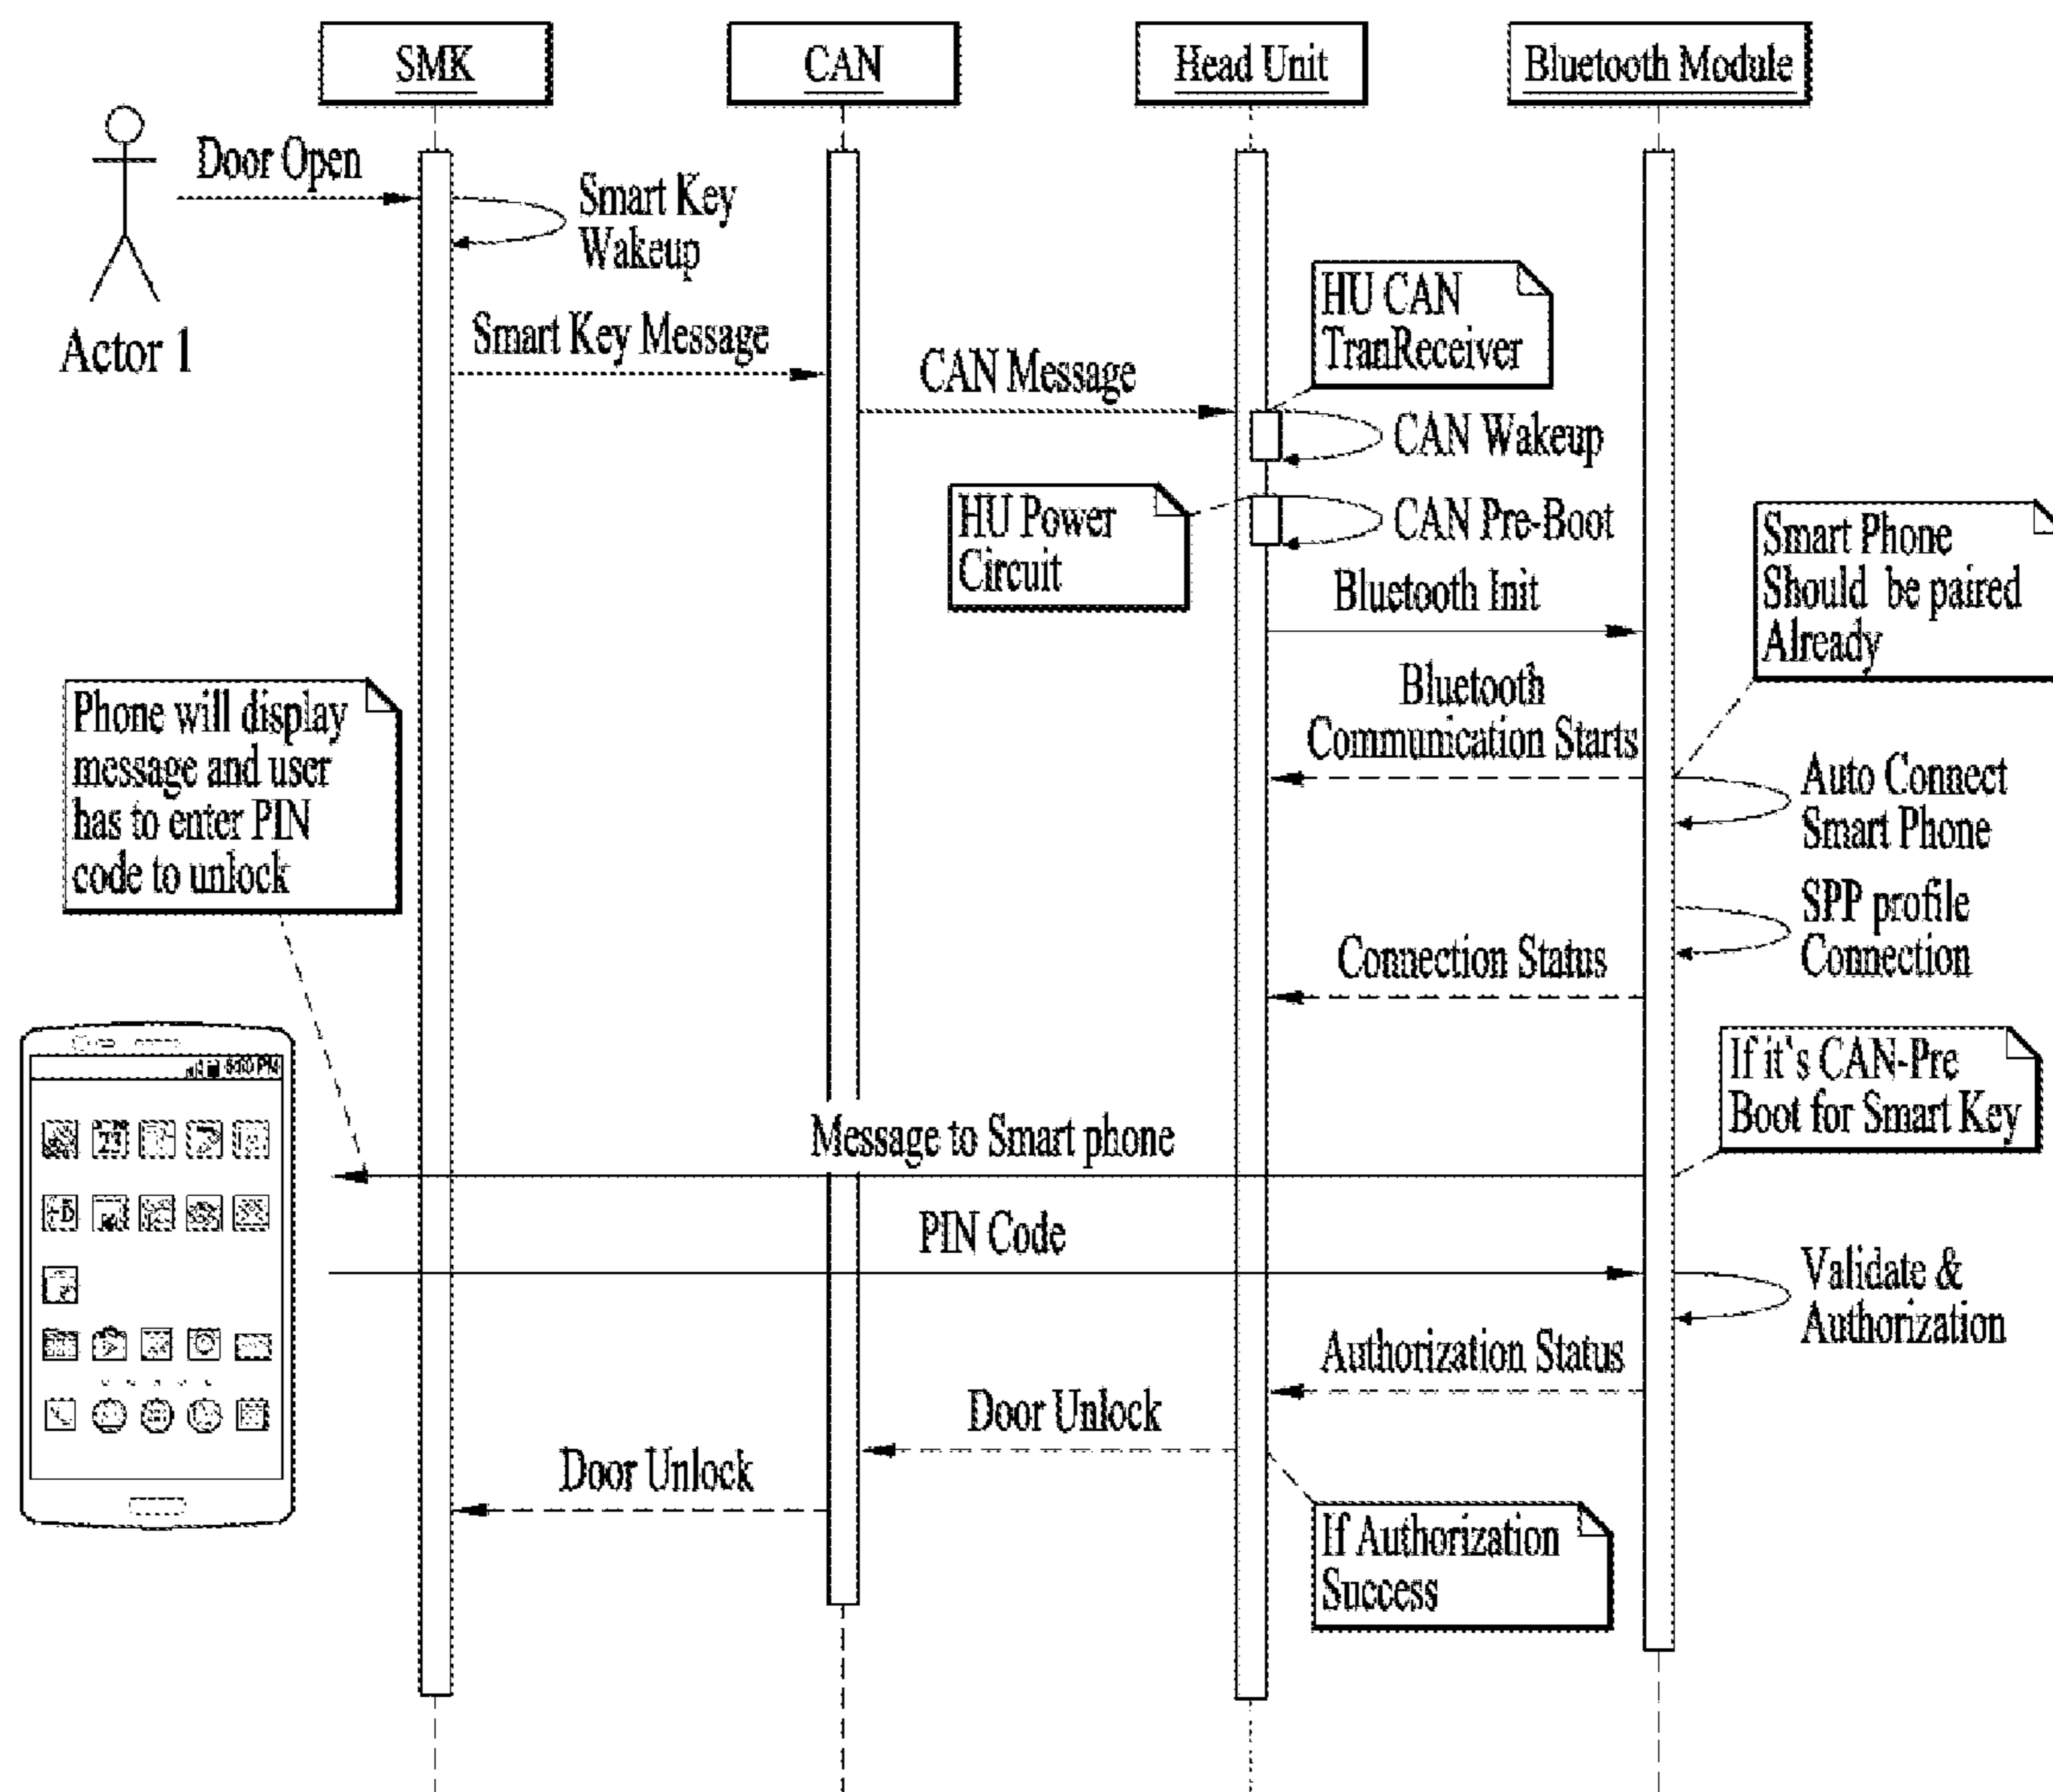 SMK
CAN
Head Unit
Bluetooth Module
Door Open
Smart Key
Wakeup
Actor 1
Smart Key Message
CAN Message
HU CAN
TranReceiver
CAN Wakeup
HU Power
Circuit
CAN Pre-Boot
Smart Phone
Should be paired
Already
Bluetooth Init
Bluetooth
Communication Starts
Phone will display
message and user
has to enter PIN
code to unlock
Auto Connect
Smart Phone
SPP profile
Connection
Connection Status
If it`s CAN-Pre
Boot for Smart Key
Message to Smart phone
PIN Code
Validate &
Authorization
Authorization Status
Door Unlock
Door Unlock
If Authorization
Success